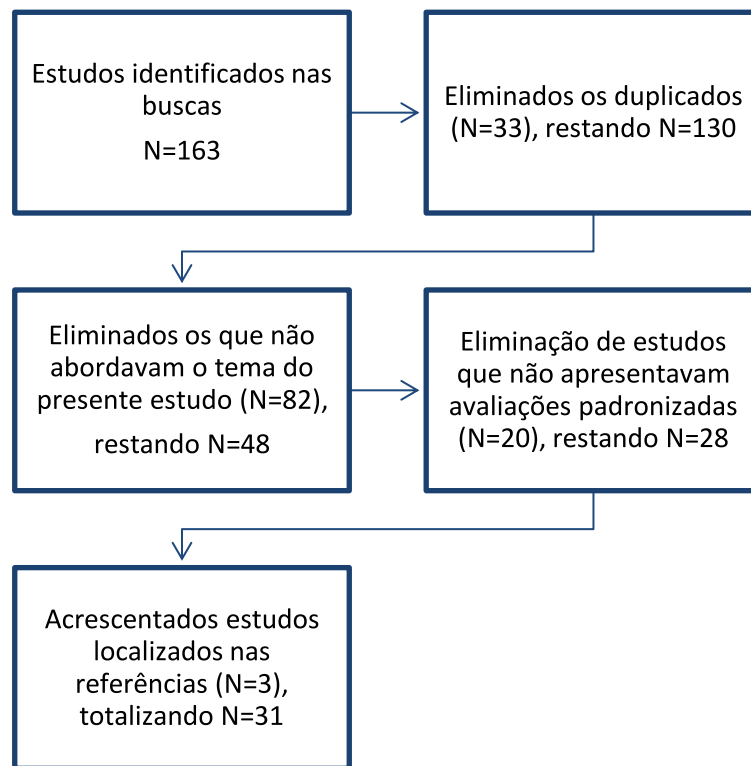 Estudos identificados nas
buscas
N=163
Eliminados os duplicados
(N=33), restando N=130
Eliminados os que não
abordavam o tema do
presente estudo (N=82),
restando N=48
Eliminação de estudos
que não apresentavam
avaliações padronizadas
(N=20), restando N=28
Acrescentados estudos
localizados nas
referências (N=3),
totalizando N=31